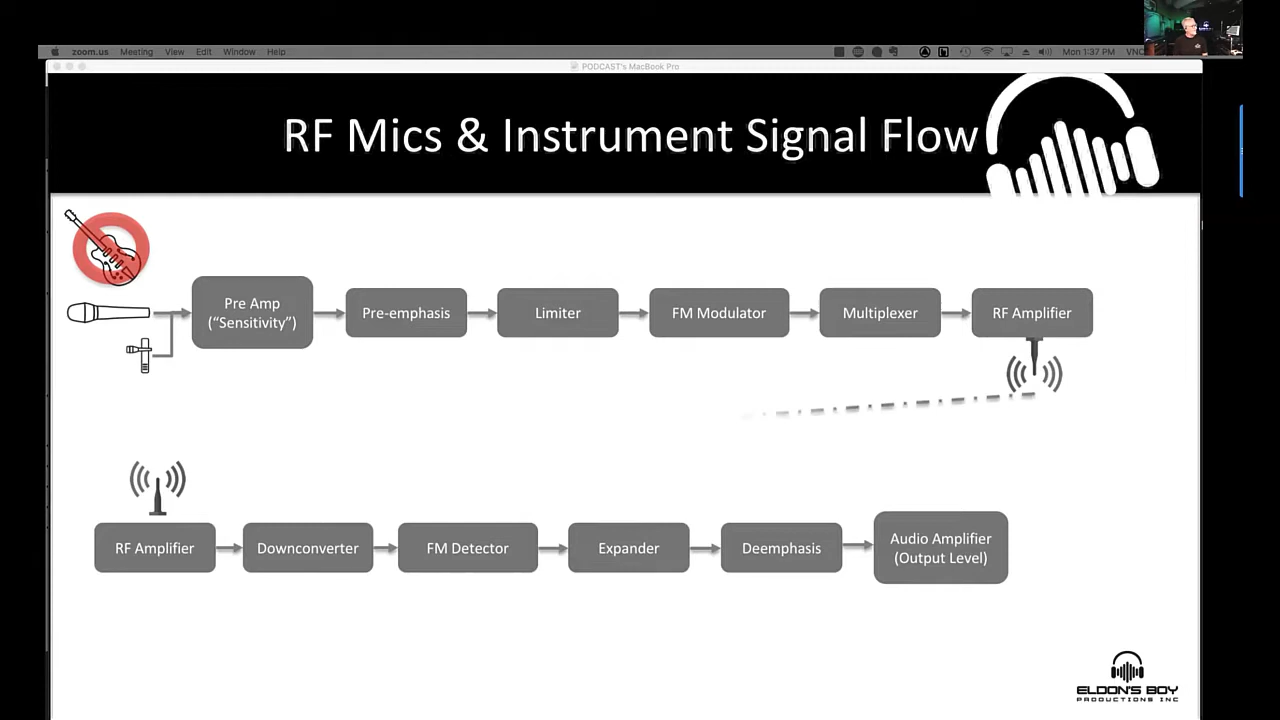 zoom.us Meeting View Edit Window Help
Mon 1:37 PM VNC
PODCAST's MacBook Pro
RF Mics & Instrument Signal Flow
Pre Amp
("Sensitivity")
Pre-emphasis
Limiter
FM Modulator
Multiplexer
RF Amplifier
RF Amplifier
Downconverter
FM Detector
Expander
Deemphasis
Audio Amplifier
(Output Level)
ELDON'S BOY
PRODUCTIONS INC